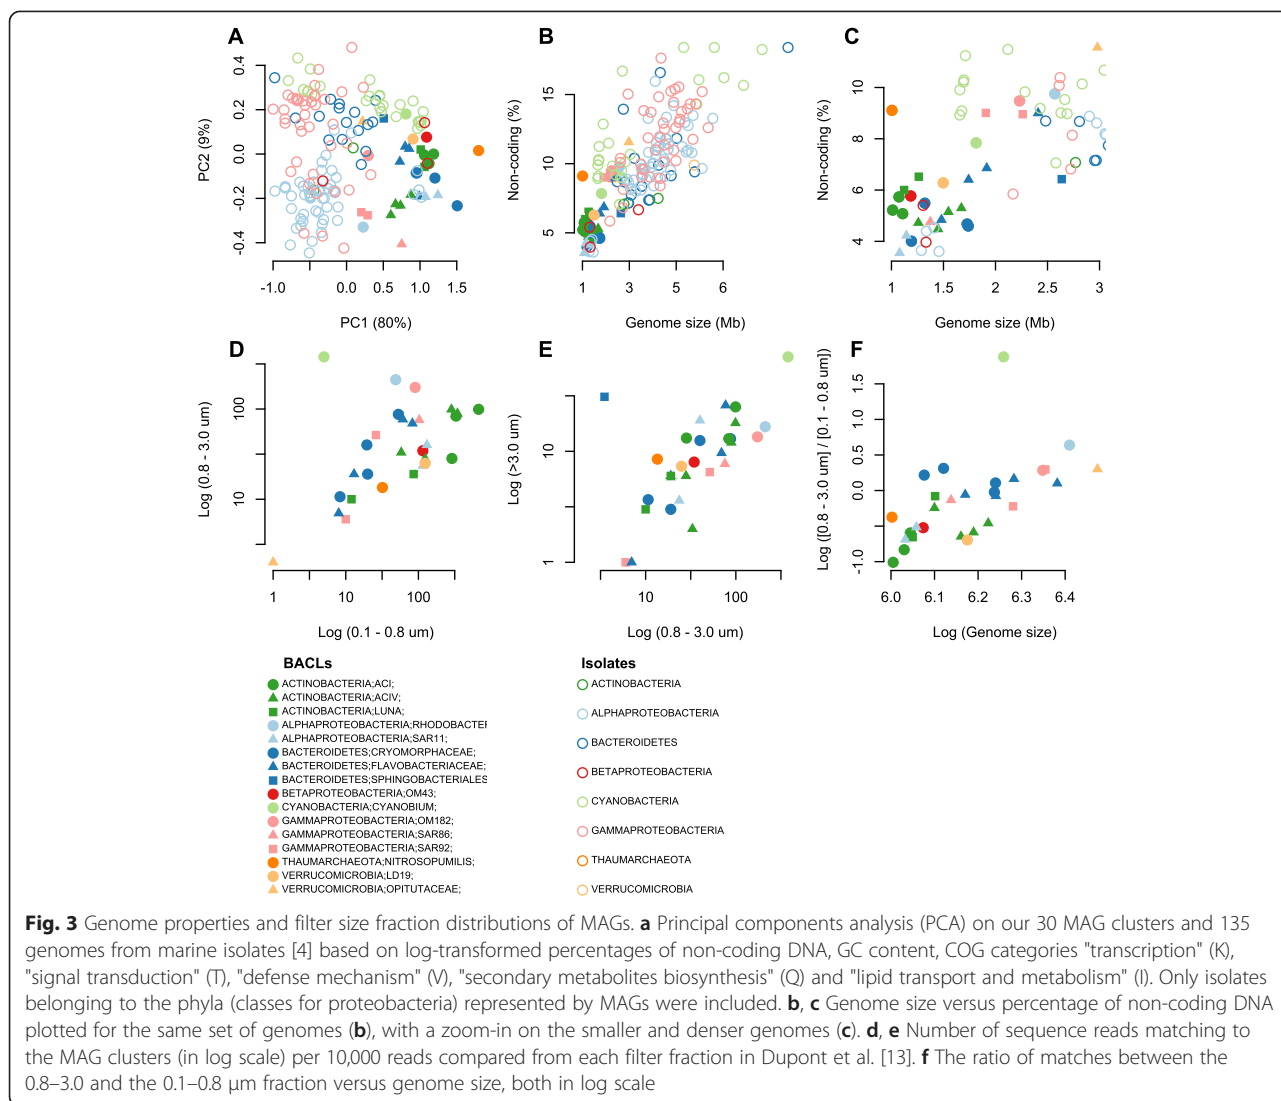 A
B
C
0.4
0.2
0.0
-0.2
-0.4
PC2 (9%)
-1.0
0.0
0.5
1.0
1.5
PC1 (80%)
15
10
5
Non-coding (%)
1
3
5
6
Genome size (Mb)
10
8
6
4
Non-coding (%)
1
1.5
2
2.5
3
Genome size (Mb)
D
E
F
100
10
Log (0.8 - 3.0 um)
1
10
100
Log (0.1 - 0.8 um)
10
1
Log (>3.0 um)
10
100
Log (0.8 - 3.0 um)
1.5
0.5
0.0
-1.0
Log ([0.8 - 3.0 um] / [0.1 - 0.8 um])
6.0
6.1
6.2
6.3
6.4
Log (Genome size)
BACLs
ACTINOBACTERIA;ACI;
ACTINOBACTERIA;ACIV;
ACTINOBACTERIA;LUNA;
ALPHAPROTEOBACTERIA;RHODOBACTER
ALPHAPROTEOBACTERIA;SAR11;
BACTEROIDETES;CRYOMORPHACEAE;
BACTEROIDETES;FLAVOBACTERIACEAE;
BACTEROIDETES;SPHINGOBACTERIALES
BETAPROTEOBACTERIA;OM43;
CYANOBACTERIA;CYANOBIUM;
GAMMAPROTEOBACTERIA;OM182;
GAMMAPROTEOBACTERIA;SAR86;
GAMMAPROTEOBACTERIA;SAR92;
THAUMARCHAEOTA;NITROSOPUMILIS;
VERRUCOMICROBIA;LD19;
VERRUCOMICROBIA;OPITUTACEAE;
Isolates
ACTINOBACTERIA
ALPHAPROTEOBACTERIA
BACTEROIDETES
BETAPROTEOBACTERIA
CYANOBACTERIA
GAMMAPROTEOBACTERIA
THAUMARCHAEOTA
VERRUCOMICROBIA
Fig. 3 Genome properties and filter size fraction distributions of MAGs. a Principal components analysis (PCA) on our 30 MAG clusters and 135
genomes from marine isolates [4] based on log-transformed percentages of non-coding DNA, GC content, COG categories "transcription" (K),
"signal transduction" (T), "defense mechanism" (V), "secondary metabolites biosynthesis" (Q) and "lipid transport and metabolism" (I). Only isolates
belonging to the phyla (classes for proteobacteria) represented by MAGs were included. b, c Genome size versus percentage of non-coding DNA
plotted for the same set of genomes (b), with a zoom-in on the smaller and denser genomes (c). d, e Number of sequence reads matching to
the MAG clusters (in log scale) per 10,000 reads compared from each filter fraction in Dupont et al. [13]. f The ratio of matches between the
0.8–3.0 and the 0.1–0.8 μm fraction versus genome size, both in log scale